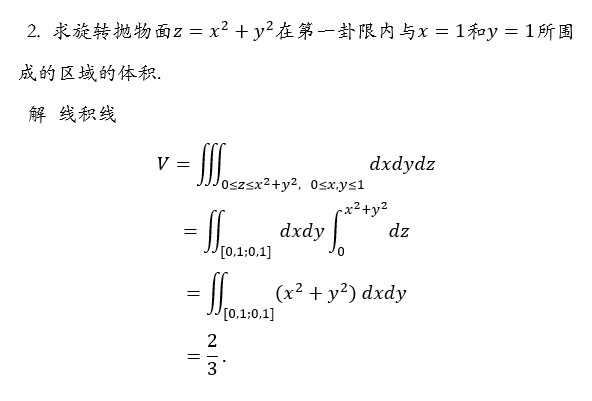 2. 求旋转抛物面z = x² + y²在第一卦限内与x = 1和y = 1所围
成的区域的体积.
解 线积线
V = ∭_{0≤z≤x²+y², 0≤x,y≤1} dxdydz
= ∬_{[0,1;0,1]} dxdy ∫_0^{x²+y²} dz
= ∬_{[0,1;0,1]} (x² + y²) dxdy
= 2/3.